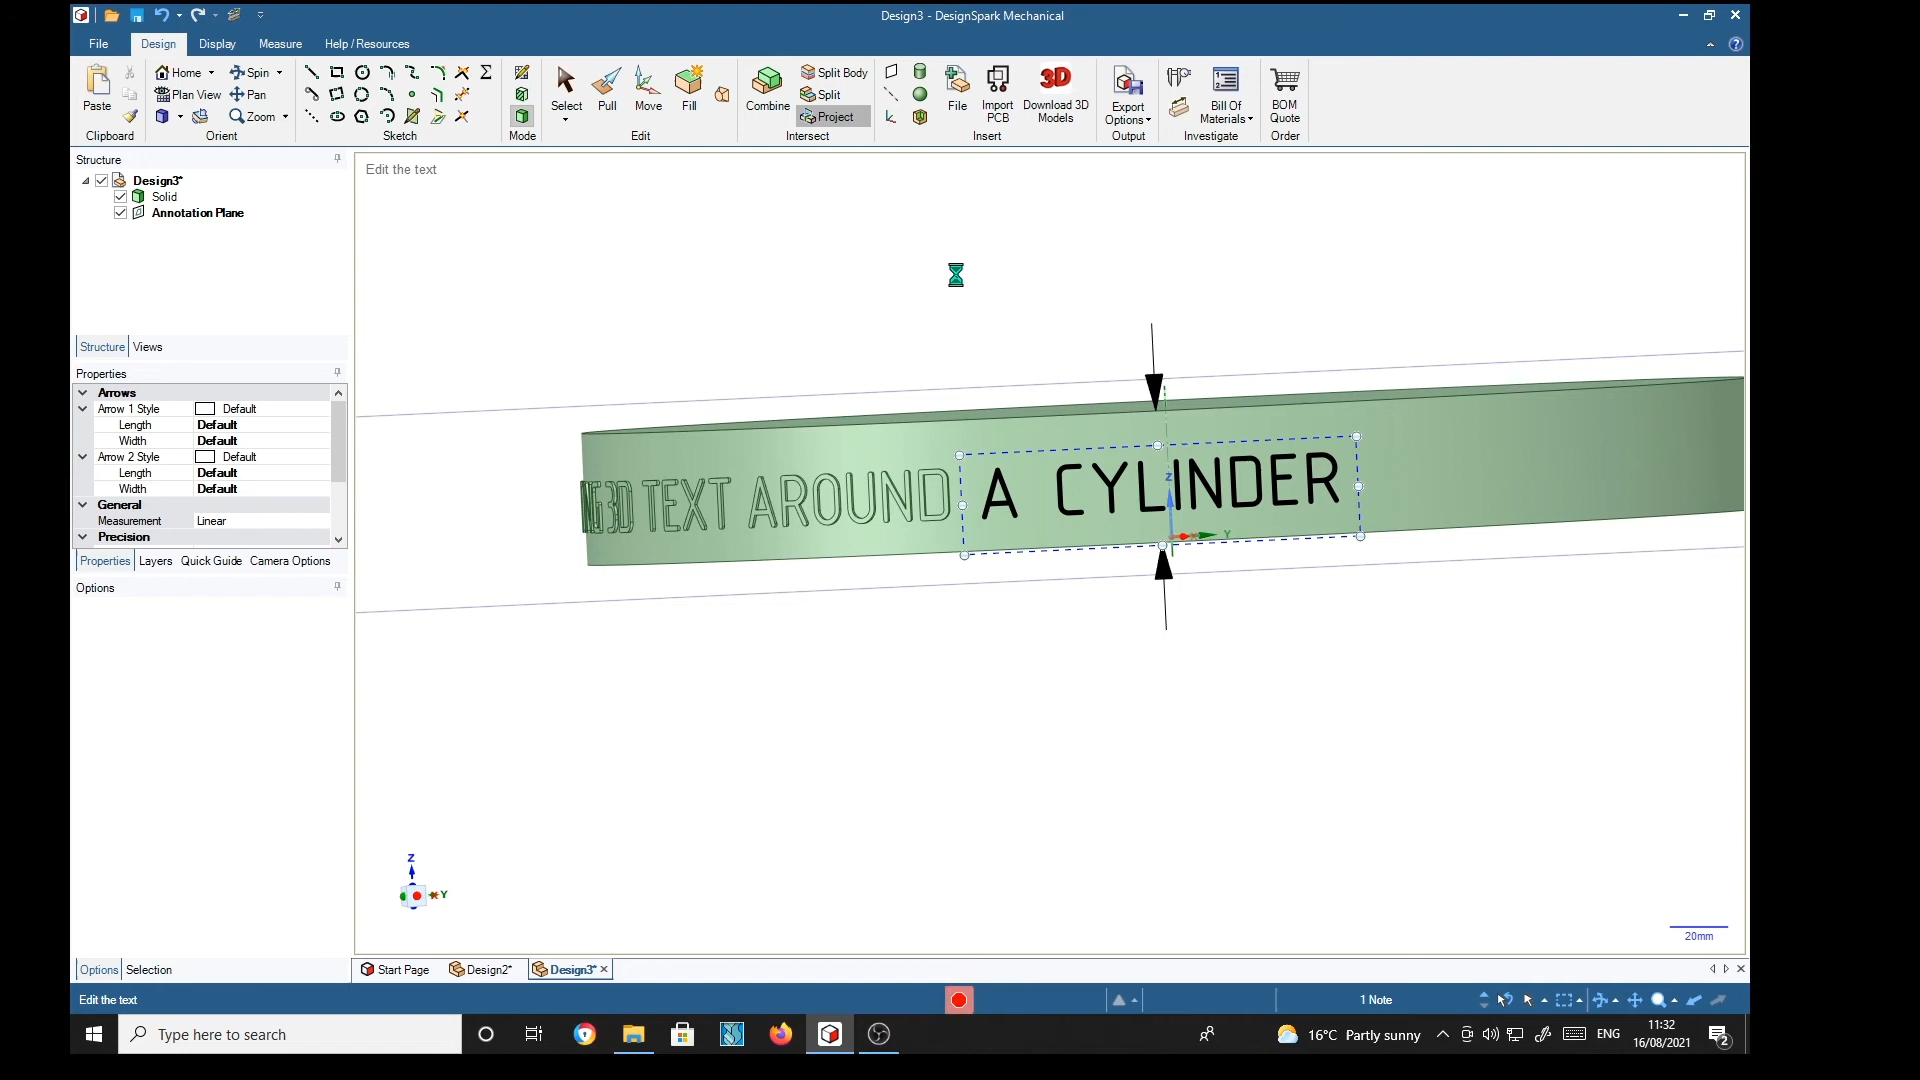 Design3 - DesignSpark Mechanical
File Design Display Measure Help / Resources
Paste
Clipboard
Home Spin
Plan View Pan
Zoom
Orient
Sketch
Mode
Select Pull Move Fill
Edit
Combine
Split Body
Split
Project
Intersect
File
Import PCB
3D
Download 3D Models
Insert
Export Options
Output
Bill Of Materials
Investigate
BOM Quote
Order
Structure
Design3*
Solid
Annotation Plane
Structure Views
Properties
Arrows
Arrow 1 Style Default
Length Default
Width Default
Arrow 2 Style Default
Length Default
Width Default
General
Measurement Linear
Precision
Properties Layers Quick Guide Camera Options
Options
Edit the text
3D TEXT AROUND A CYLINDER
Z
Y
Z
Y
20mm
Options Selection
Start Page Design2* Design3*
Edit the text
1 Note
Type here to search
16°C Partly sunny
ENG
11:32
16/08/2021
2